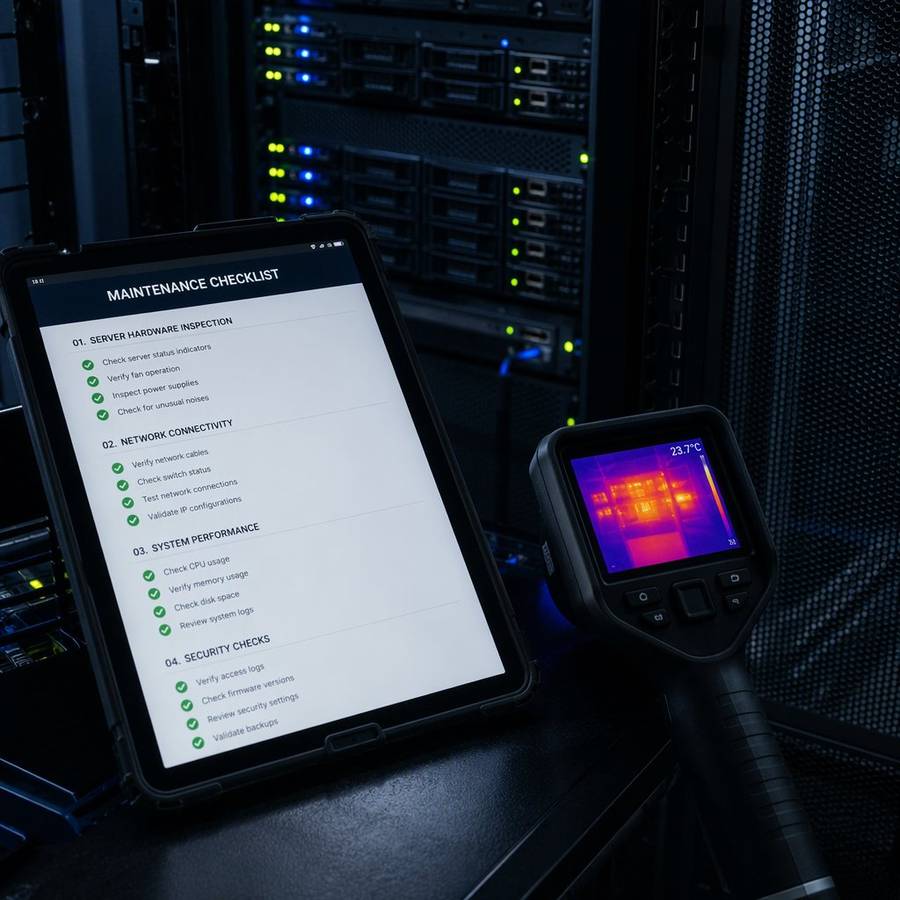 MAINTENANCE CHECKLIST
01. SERVER HARDWARE INSPECTION
Check server status indicators
Verify fan operation
Inspect power supplies
Check for unusual noises
02. NETWORK CONNECTIVITY
Verify network cables
Check switch status
Test network connections
Validate IP configurations
03. SYSTEM PERFORMANCE
Check CPU usage
Verify memory usage
Check disk space
Review system logs
04. SECURITY CHECKS
Verify access logs
Check firmware versions
Review security settings
Validate backups
23.7°C